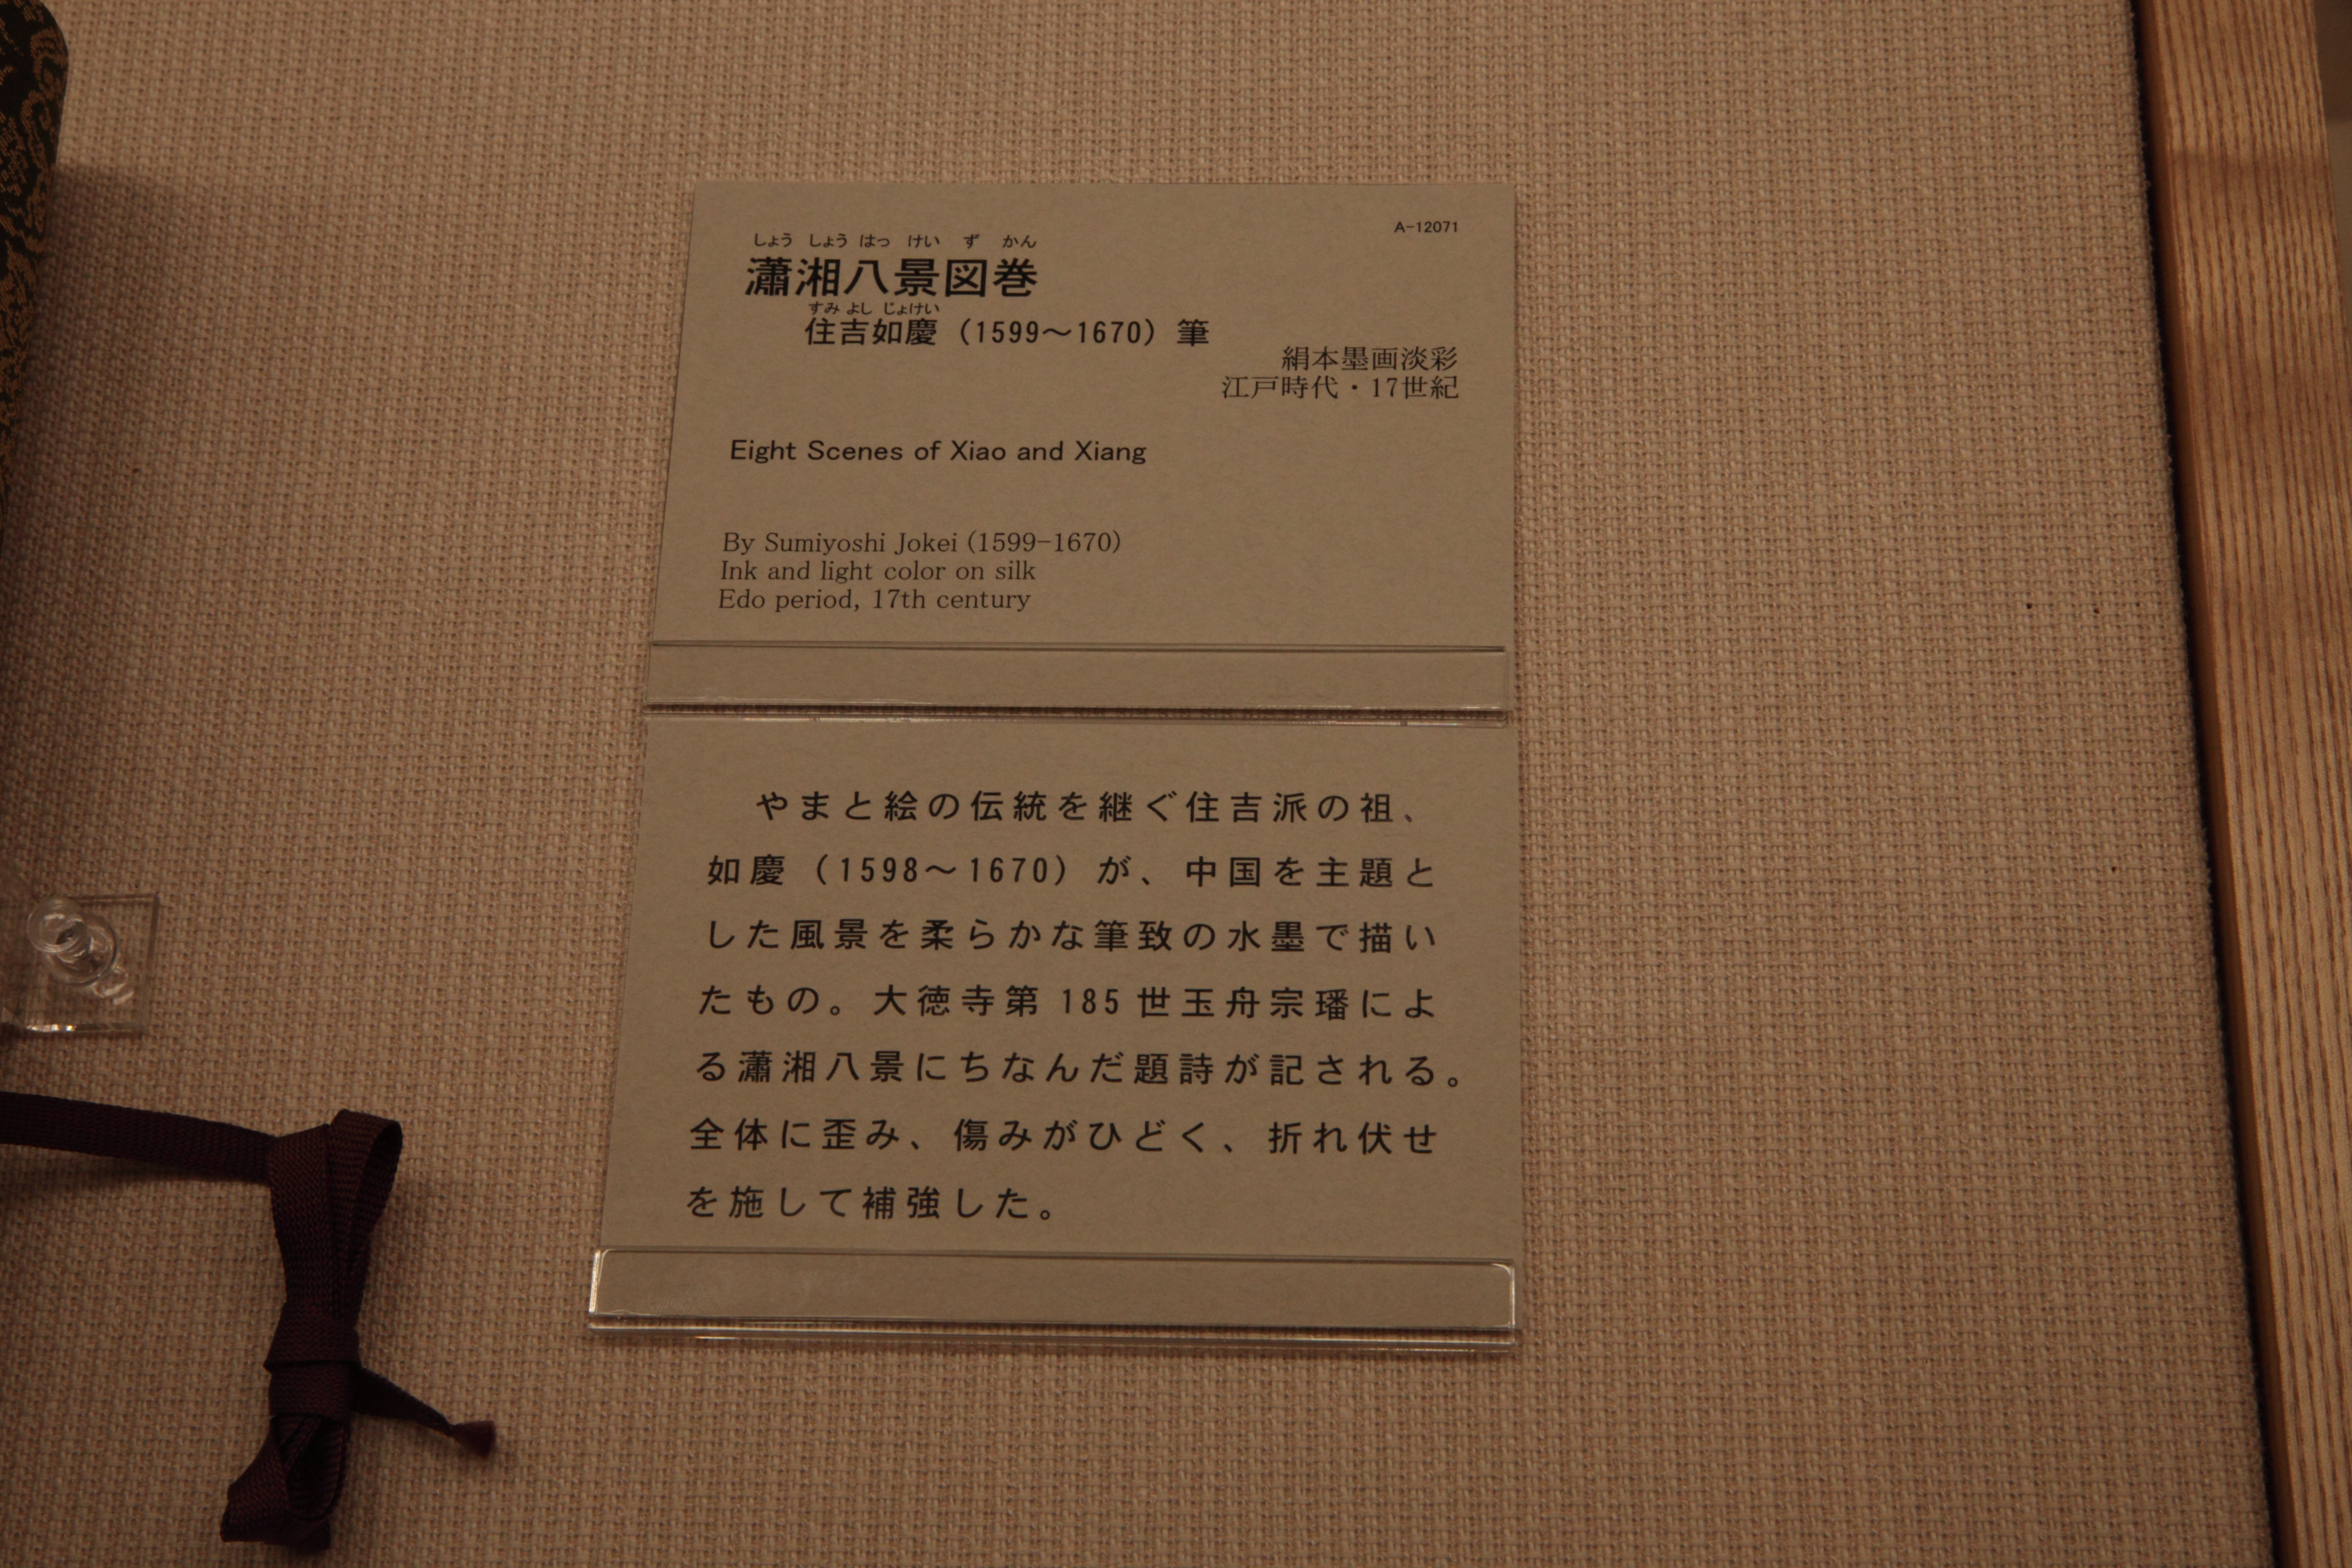 A-12071
しょう しょう はっ けい ず かん
瀟湘八景図巻
すみ よし じょけい
住吉如慶（1599～1670）筆
絹本墨画淡彩
江戸時代・17世紀
Eight Scenes of Xiao and Xiang
By Sumiyoshi Jokei (1599-1670)
Ink and light color on silk
Edo period, 17th century
やまと絵の伝統を継ぐ住吉派の祖、
如慶（1598～1670）が、中国を主題と
した風景を柔らかな筆致の水墨で描い
たもの。大徳寺第 185 世玉舟宗璠によ
る瀟湘八景にちなんだ題詩が記される。
全体に歪み、傷みがひどく、折れ伏せ
を施して補強した。